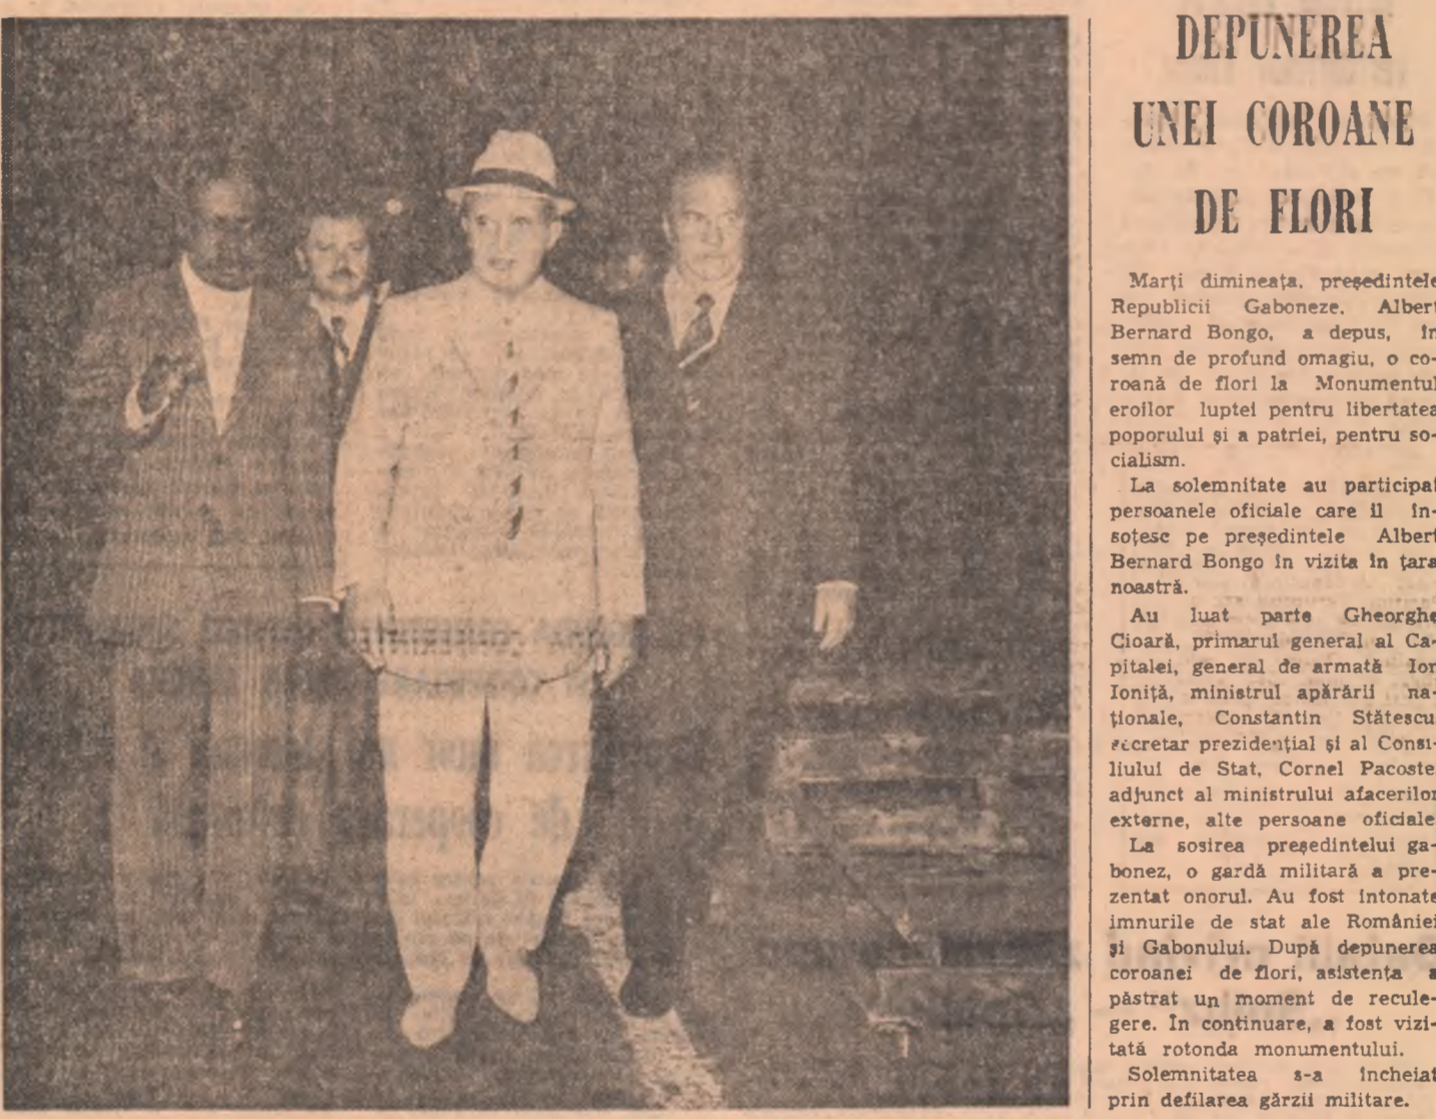 DEPUNEREA
UNEI COROANE
DE FLORI
Marți dimineața, președintele
Republicii Gaboneze, Albert
Bernard Bongo, a depus, în
semn de profund omagiu, o co-
roană de flori la Monumentul
eroilor luptei pentru libertatea
poporului și a patriei, pentru so-
cialism.
La solemnitate au participat
persoanele oficiale care îl în-
soțesc pe președintele Albert
Bernard Bongo în vizita în țara
noastră.
Au luat parte Gheorghe
Cioară, primarul general al Ca-
pitalei, general de armată Ion
Ioniță, ministrul apărării na-
ționale, Constantin Stătescu
secretar prezidențial și al Consi-
liului de Stat, Cornel Pacoste
adjunct al ministrului afacerilor
externe, alte persoane oficiale
La sosirea președintelui ga-
bonez, o gardă militară a pre-
zentat onorul. Au fost intonate
imnurile de stat ale României
și Gabonului. După depunerea
coroanei de flori, asistența a
păstrat un moment de recule-
gere. În continuare, a fost vizi-
tată rotonda monumentului.
Solemnitatea s-a încheiat
prin defilarea gărzii militare.